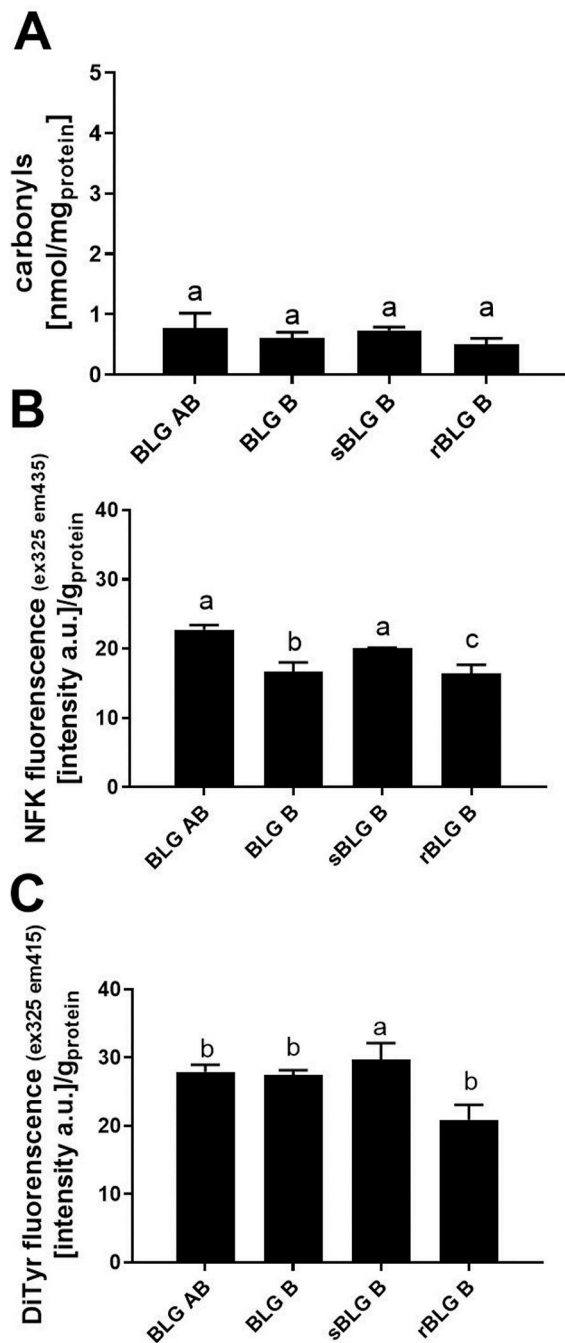 A
carbonyls
[nmol/mgprotein]
5
4
3
2
1
0
a
a
a
a
BLG AB
BLG B
sBLG B
rBLG B
B
NFK fluorenscence (ex325 em435)
[intensity a.u.]/gprotein
40
30
20
10
0
a
b
a
c
BLG AB
BLG B
sBLG B
rBLG B
C
DiTyr fluorenscence (ex325 em415)
[intensity a.u.]/gprotein
40
30
20
10
0
b
b
a
b
BLG AB
BLG B
sBLG B
rBLG B